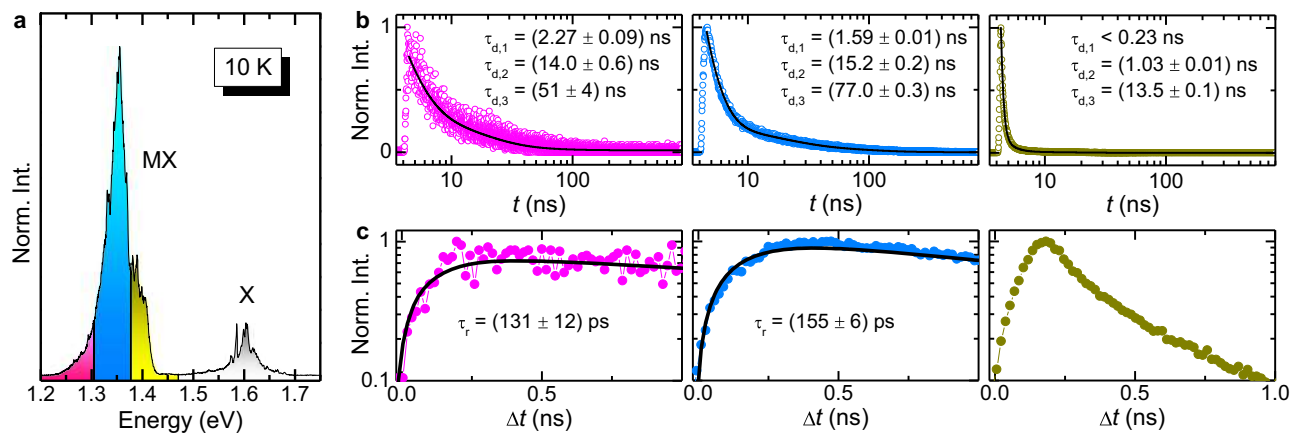 a
10 K
MX
X
Norm. Int.
1.2 1.3 1.4 1.5 1.6 1.7
Energy (eV)
b
Norm. Int.
1
0
τd,1 = (2.27 ± 0.09) ns
τd,2 = (14.0 ± 0.6) ns
τd,3 = (51 ± 4) ns
10 100
t (ns)
τd,1 = (1.59 ± 0.01) ns
τd,2 = (15.2 ± 0.2) ns
τd,3 = (77.0 ± 0.3) ns
10 100
t (ns)
τd,1 < 0.23 ns
τd,2 = (1.03 ± 0.01) ns
τd,3 = (13.5 ± 0.1) ns
10 100
t (ns)
c
Norm. Int.
1
0.1
τr = (131 ± 12) ps
0.0 0.5
Δt (ns)
τr = (155 ± 6) ps
0.0 0.5
Δt (ns)
0.0 0.5 1.0
Δt (ns)